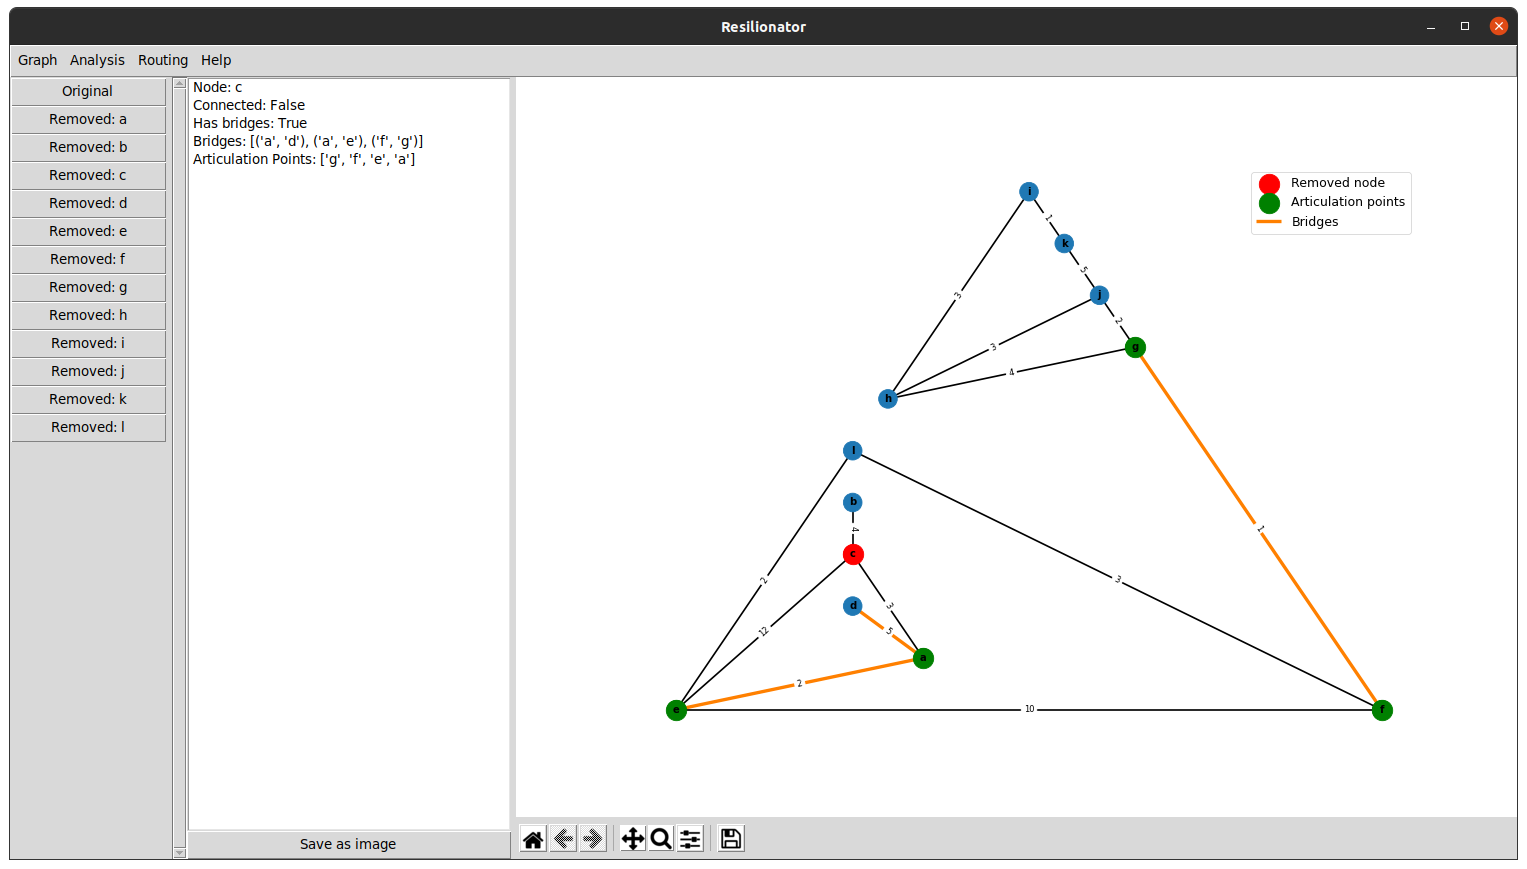 Resilionator
Graph Analysis Routing Help
Original
Removed: a
Removed: b
Removed: c
Removed: d
Removed: e
Removed: f
Removed: g
Removed: h
Removed: i
Removed: j
Removed: k
Removed: l
Node: c
Connected: False
Has bridges: True
Bridges: [('a', 'd'), ('a', 'e'), ('f', 'g')]
Articulation Points: ['g', 'f', 'e', 'a']
Save as image
Removed node
Articulation points
Bridges
i
1
k
5
3
j
2
3
g
4
h
l
b
4
1
c
2
3
3
d
12
5
a
2
e
10
f